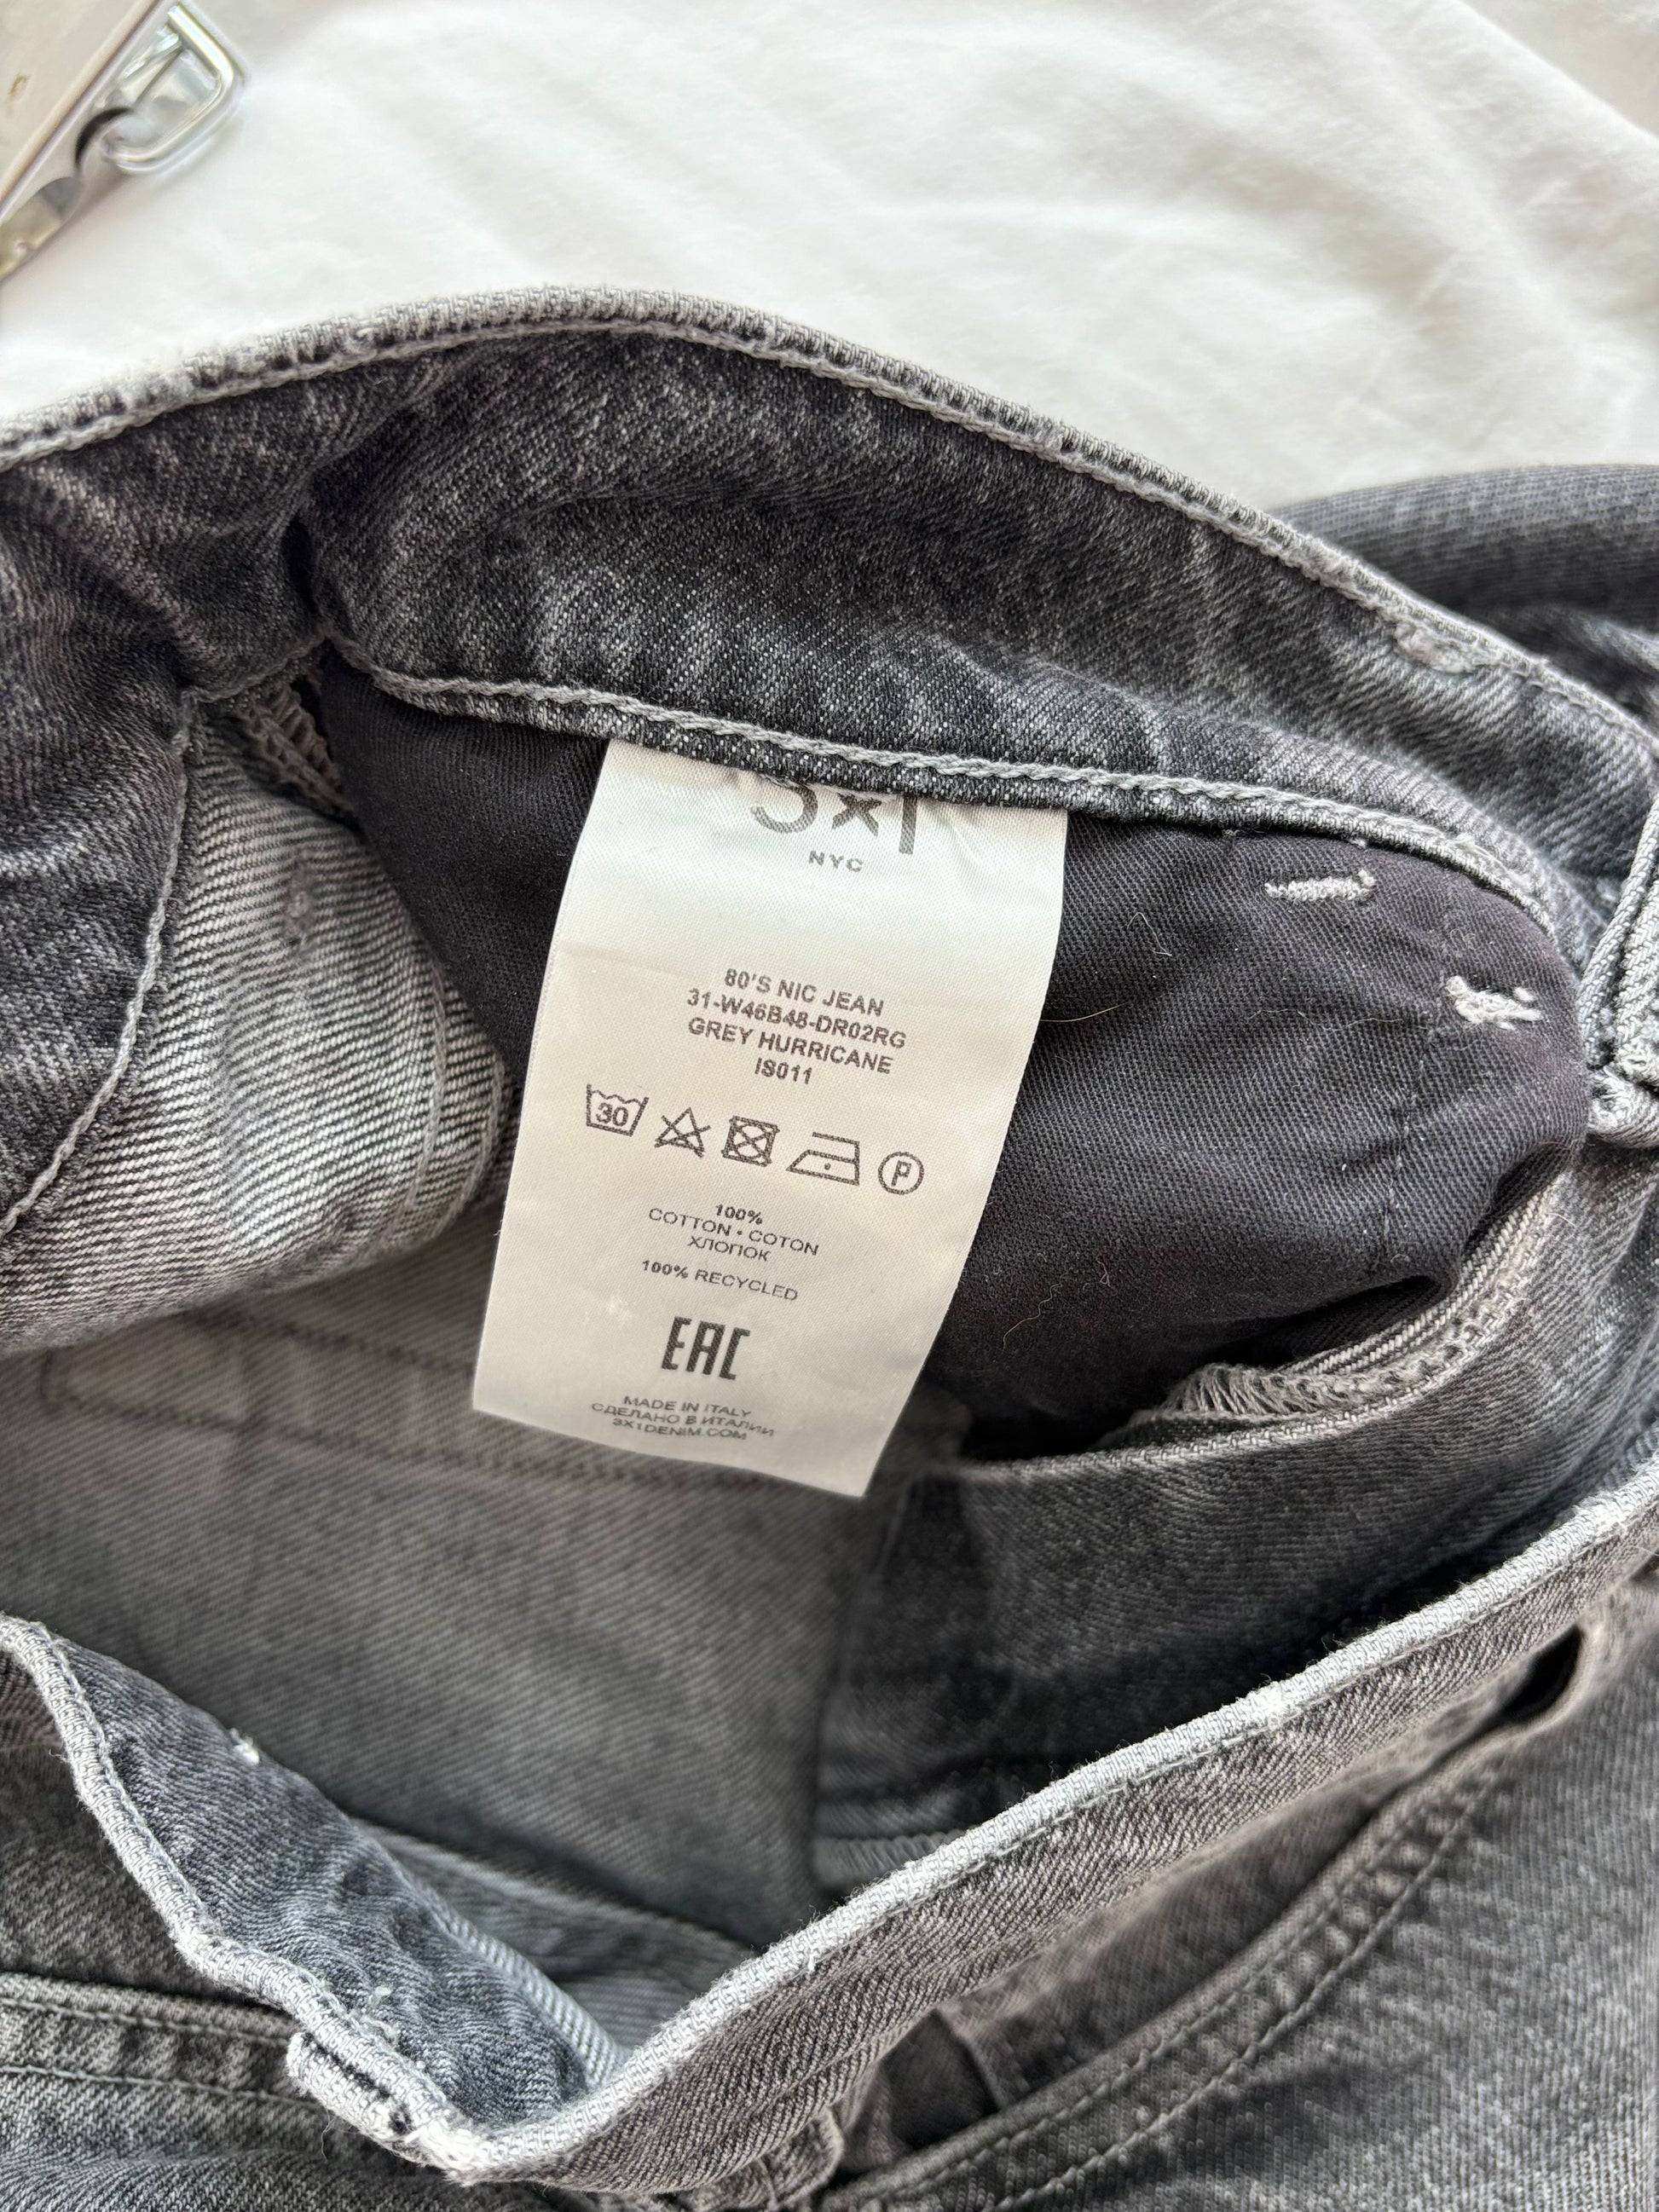 3x1
NYC
80'S NIC JEAN
31-W46B48-DR02RG
GREY HURRICANE
IS011
30
P
100%
COTTON • COTON
ХЛОПОК
100% RECYCLED
EAC
MADE IN ITALY
СДЕЛАНО В ИТАЛИИ
3X1DENIM.COM